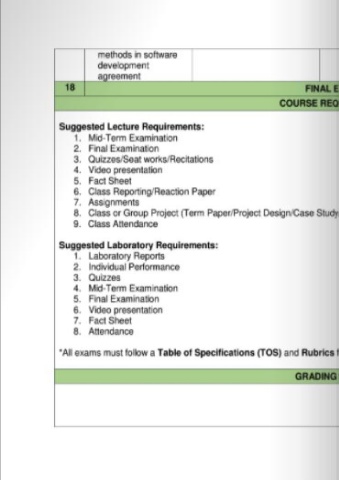 methods in software
development
agreement
18 FINAL E
COURSE REQ
Suggested Lecture Requirements:
1. Mid-Term Examination
2. Final Examination
3. Quizzes/Seat works/Recitations
4. Video presentation
5. Fact Sheet
6. Class Reporting/Reaction Paper
7. Assignments
8. Class or Group Project (Term Paper/Project Design/Case Study
9. Class Attendance
Suggested Laboratory Requirements:
1. Laboratory Reports
2. Individual Performance
3. Quizzes
4. Mid-Term Examination
5. Final Examination
6. Video presentation
7. Fact Sheet
8. Attendance
*All exams must follow a Table of Specifications (TOS) and Rubrics f
GRADING